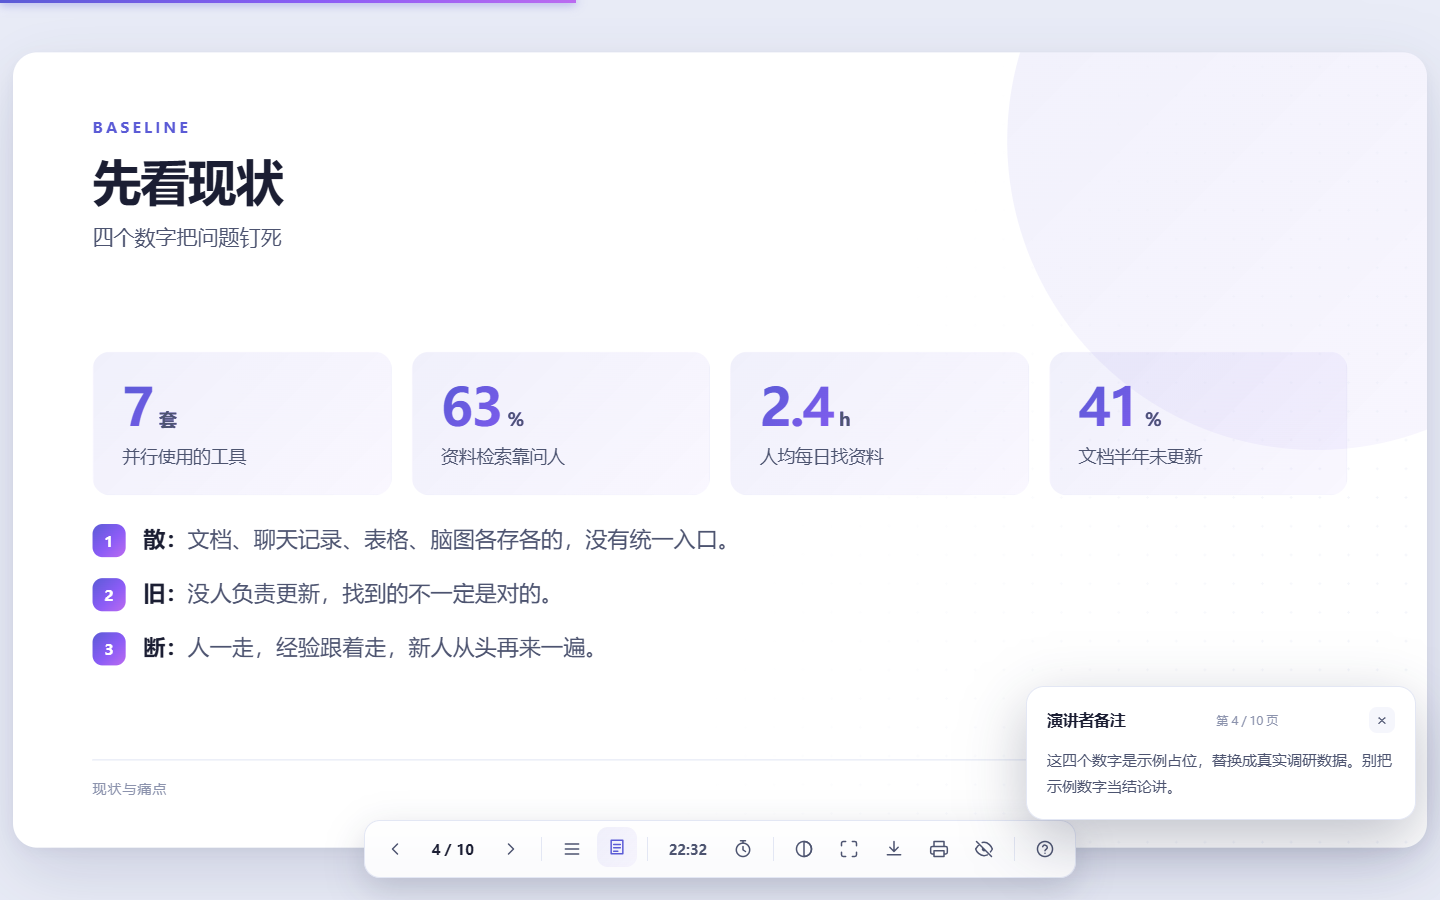 BASELINE
先看现状
四个数字把问题钉死
7 套
并行使用的工具
63 %
资料检索靠问人
2.4 h
人均每日找资料
41 %
文档半年未更新
1 散：文档、聊天记录、表格、脑图各存各的，没有统一入口。
2 旧：没人负责更新，找到的不一定是对的。
3 断：人一走，经验跟着走，新人从头再来一遍。
现状与痛点
演讲者备注 第 4 / 10 页
这四个数字是示例占位，替换成真实调研数据。别把
示例数字当结论讲。
4 / 10 22:32